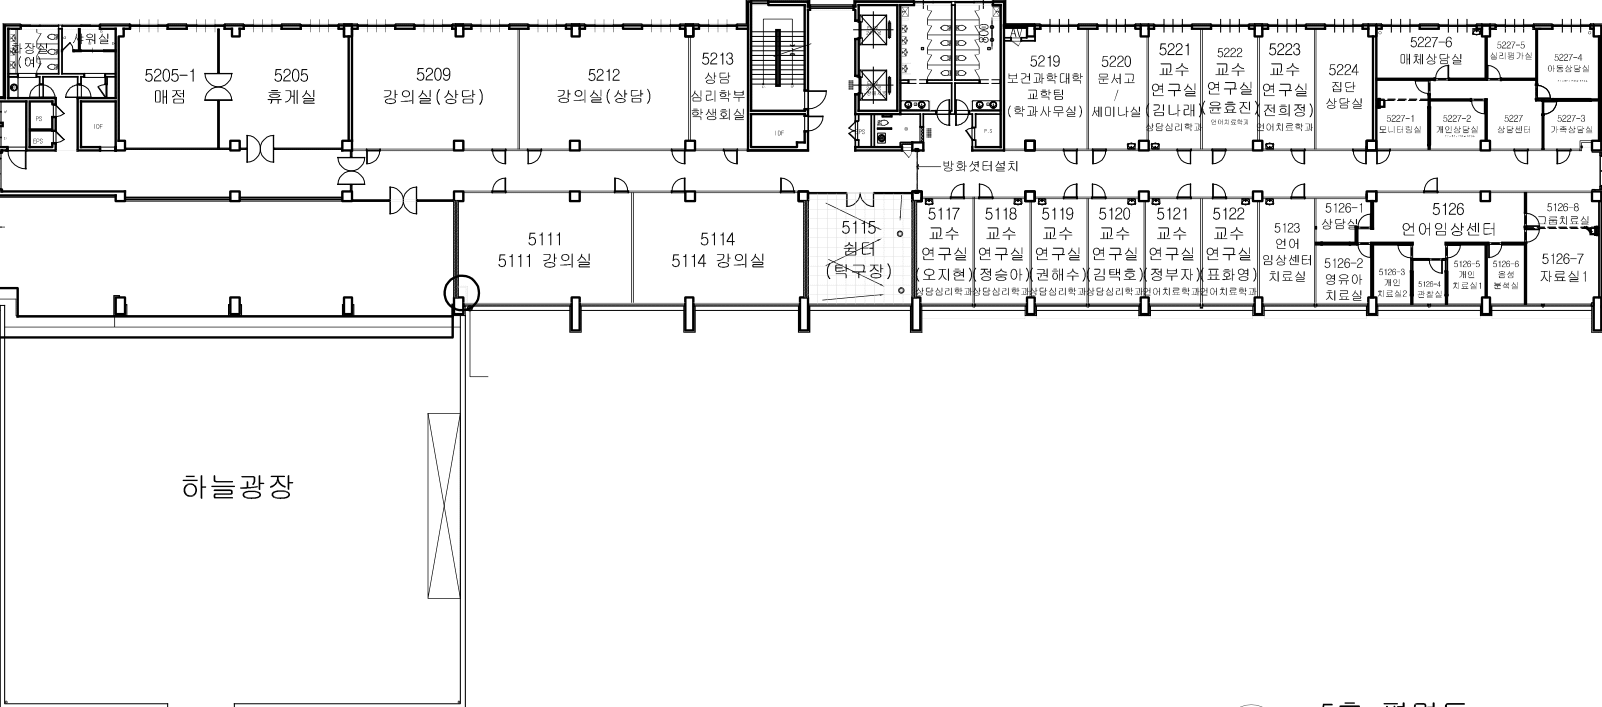 화장실
(여)
샤워실
PS
EPS
IDF
5205-1
매점
5205
휴게실
5209
강의실(상담)
5212
강의실(상담)
5213
상담
심리학부
학생회실
IDF
PS
800
P.S
AV
5219
보건과학대학
교학팀
(학과사무실)
5220
문서고
/
세미나실
5221
교수
연구실
(김나래)
상담심리학과
5222
교수
연구실
(윤효진)
언어치료학과
5223
교수
연구실
(전희정)
언어치료학과
5224
집단
상담실
5227-6
매체상담실
5227-5
심리평가실
5227-4
아동상담실
5227-1
모니터링실
5227-2
개인상담실
5227
상담센터
5227-3
가족상담실
방화셧터설치
5111
5111 강의실
5114
5114 강의실
5115
쉼터
(탁구장)
5117
교수
연구실
(오지현)
상담심리학과
5118
교수
연구실
(정승아)
상담심리학과
5119
교수
연구실
(권해수)
상담심리학과
5120
교수
연구실
(김택호)
상담심리학과
5121
교수
연구실
(정부자)
언어치료학과
5122
교수
연구실
(표화영)
언어치료학과
5123
언어
임상센터
치료실
5126-1
상담실
5126-2
영유아
치료실
5126
언어임상센터
5126-3
개인
치료실2
5126-4
관찰실
5126-5
개인
치료실1
5126-6
음성
분석실
5126-8
그룹치료실
5126-7
자료실1
하늘광장